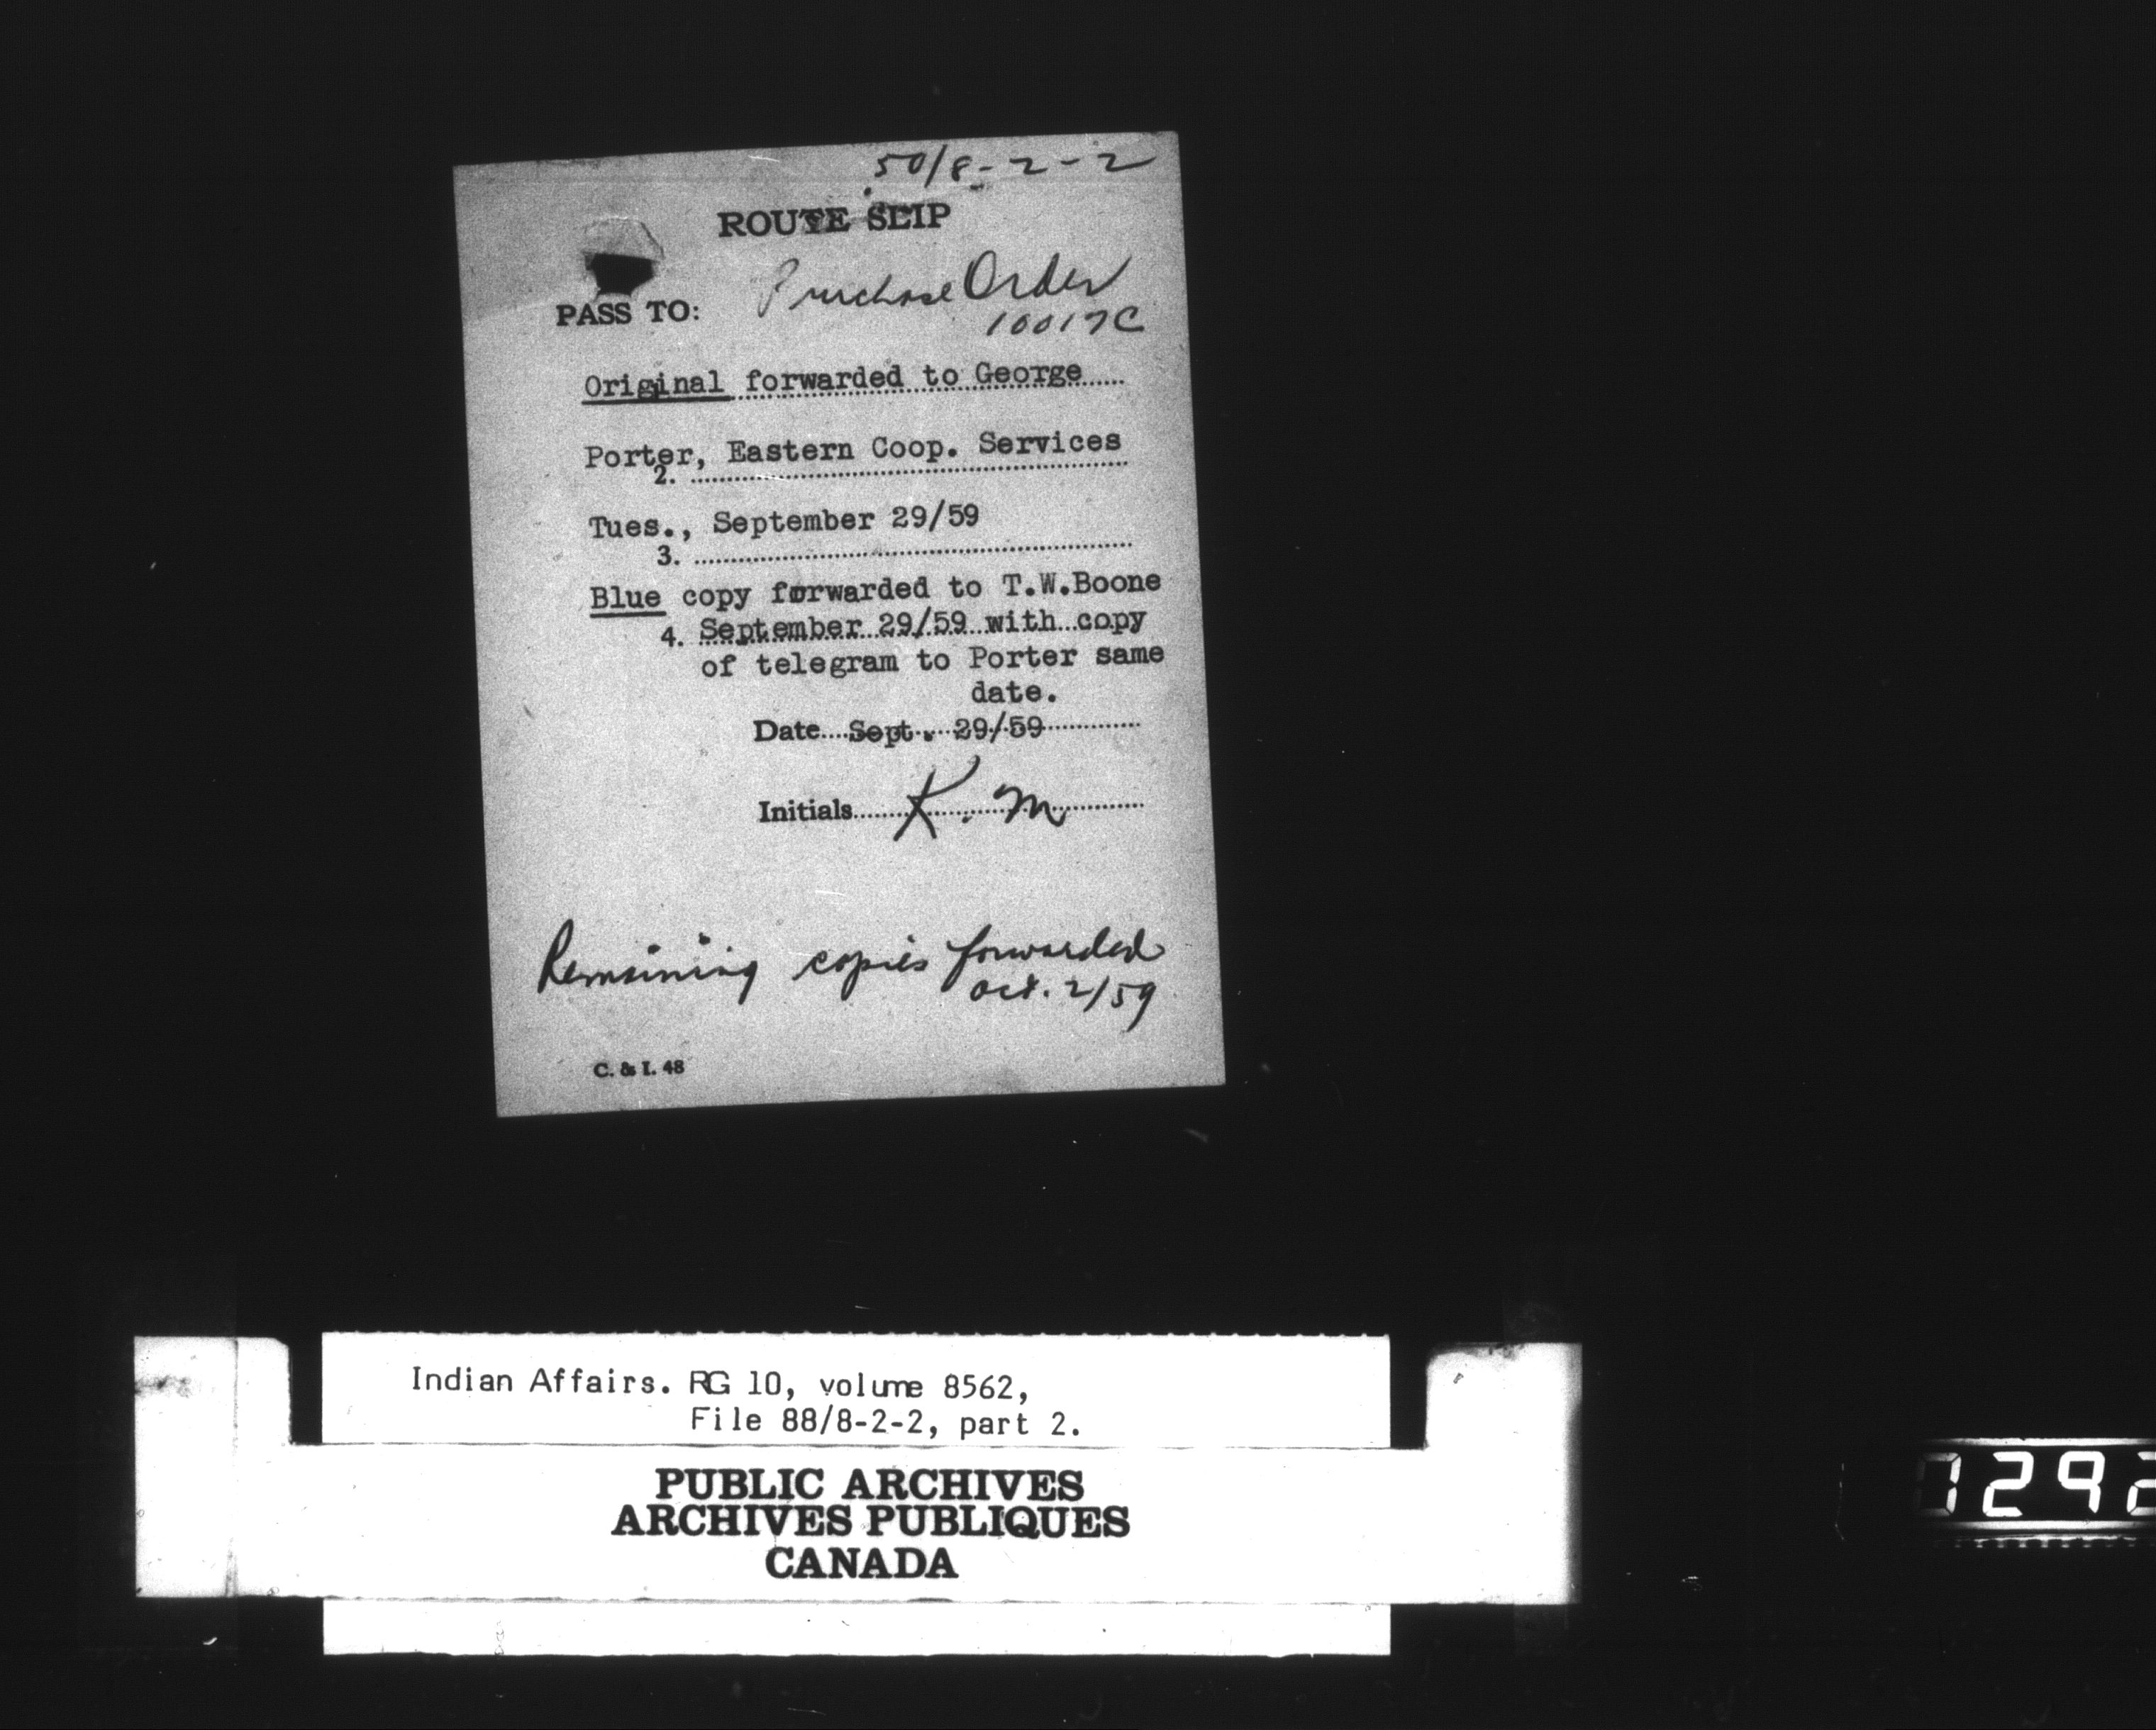 50/8-2-2
ROUTE SLIP
Purchase Order
PASS TO:
10017C
Original forwarded to George
Porter, Eastern Coop. Services
2.
Tues., September 29/59
3.
Blue copy forwarded to T.W.Boone
4. September 29/59 with copy
of telegram to Porter same
date.
Date Sept. 29/59
Initials K. M.
Remaining copies forwarded
Oct. 2/59
C. & I. 48
Indian Affairs. RG 10, volume 8562,
File 88/8-2-2, part 2.
PUBLIC ARCHIVES
ARCHIVES PUBLIQUES
CANADA
7292